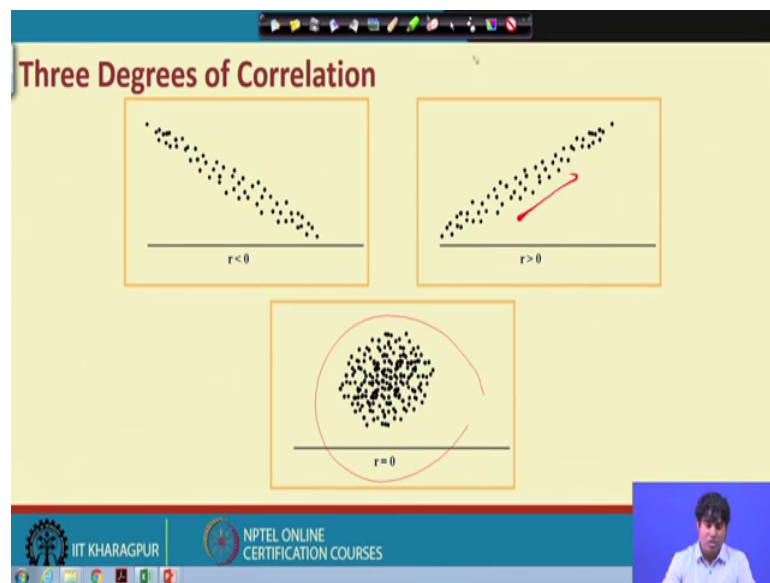 Three Degrees of Correlation
r < 0
r > 0
r = 0
IIT KHARAGPUR
NPTEL ONLINE
CERTIFICATION COURSES